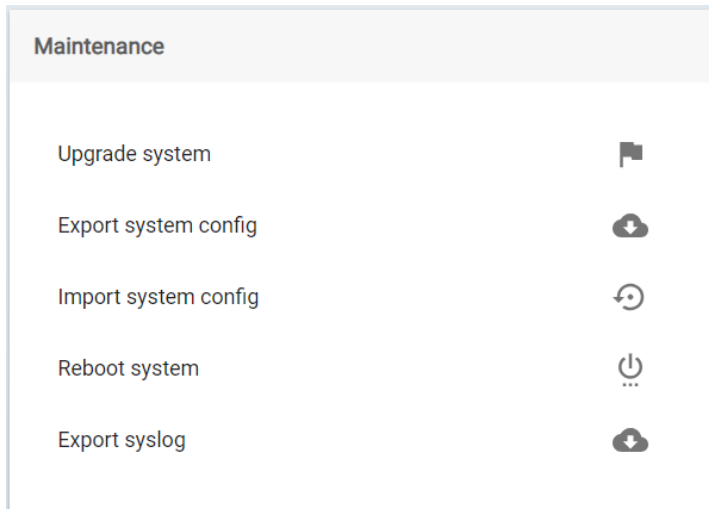 Maintenance
Upgrade system
Export system config
Import system config
Reboot system
Export syslog